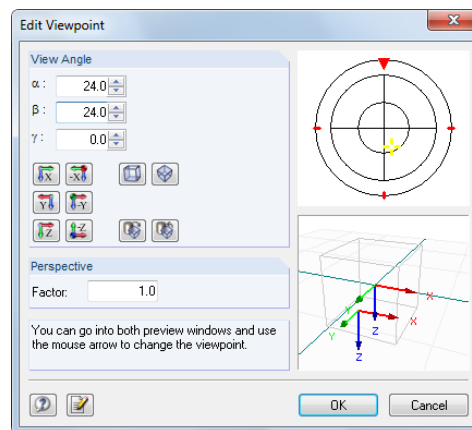 Edit Viewpoint
View Angle
α : 24.0
β : 24.0
γ : 0.0
X -X
Y -Y
Z -Z
Perspective
Factor: 1.0
You can go into both preview windows and use
the mouse arrow to change the viewpoint.
X
Y
Z
X
Y
Z
OK Cancel